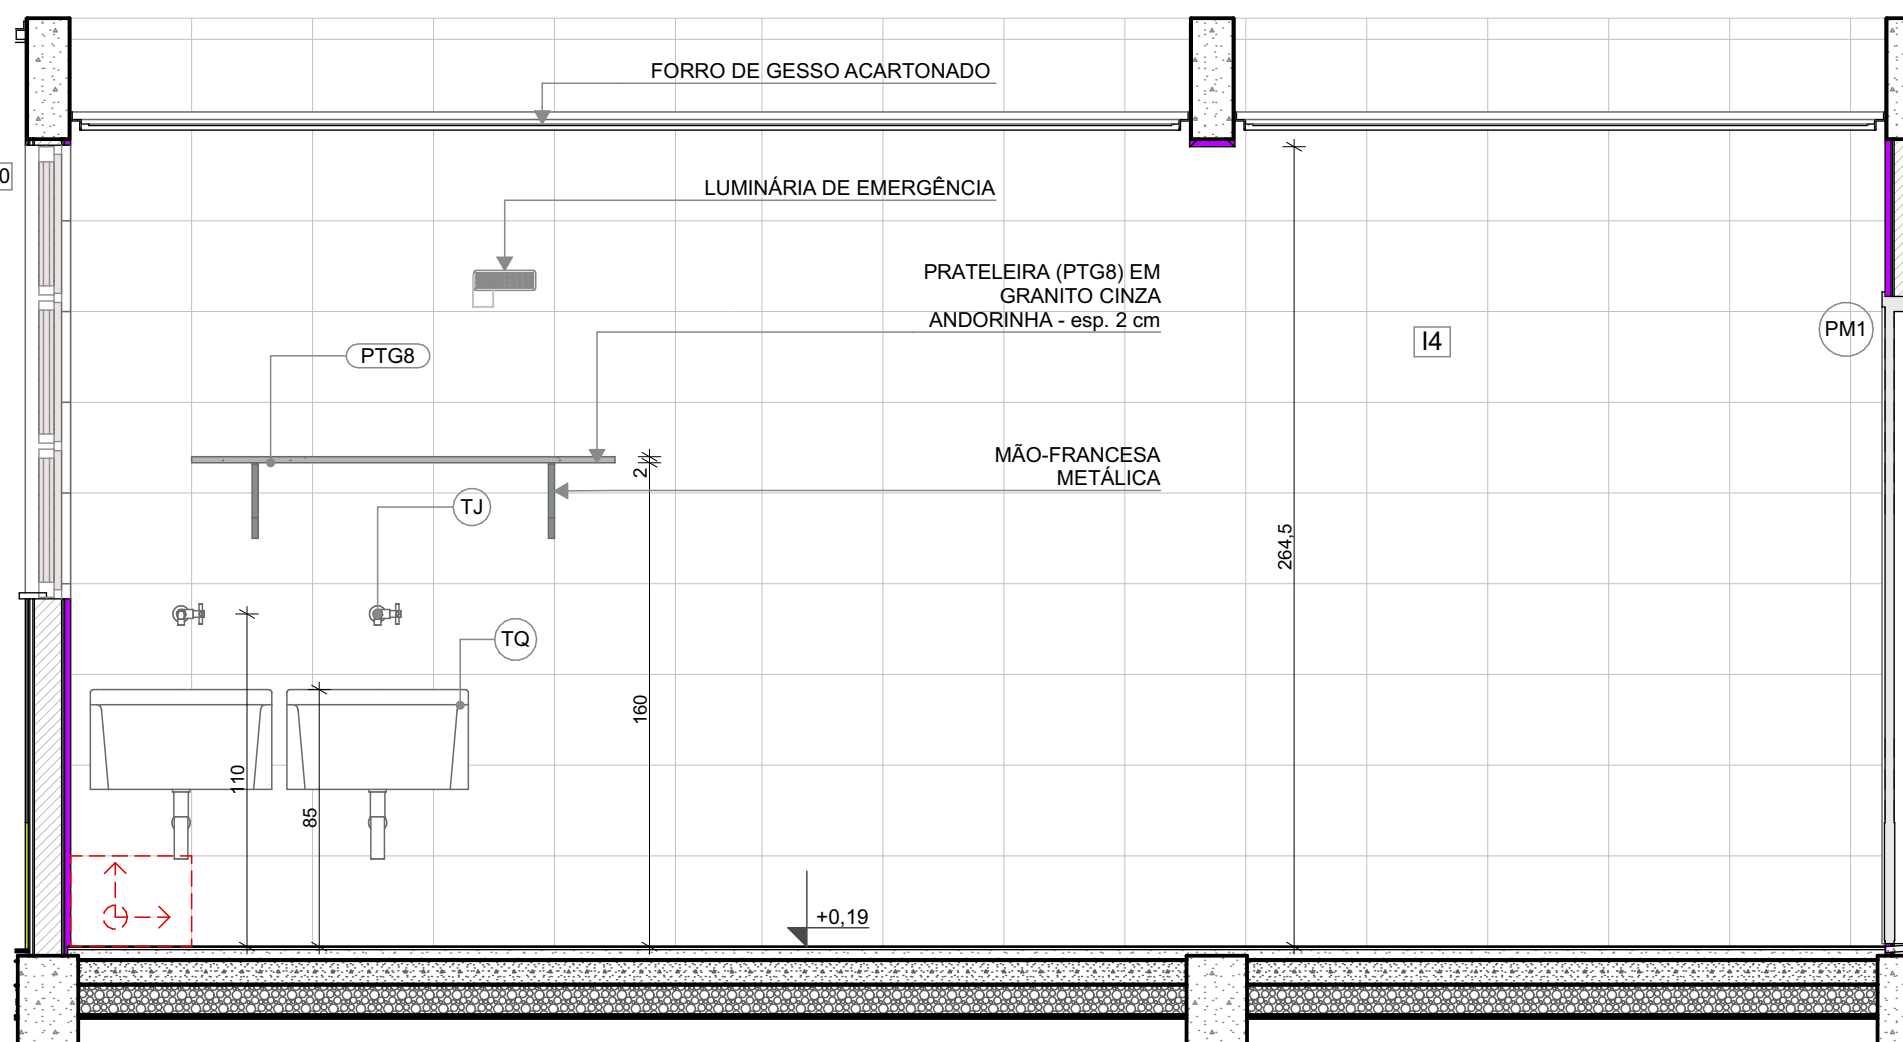 FORRO DE GESSO ACARTONADO
0
LUMINÁRIA DE EMERGÊNCIA
PRATELEIRA (PTG8) EM
GRANITO CINZA
ANDORINHA - esp. 2 cm
I4
PM1
PTG8
MÃO-FRANCESA
METÁLICA
2
TJ
264,5
TQ
160
110
85
+0,19